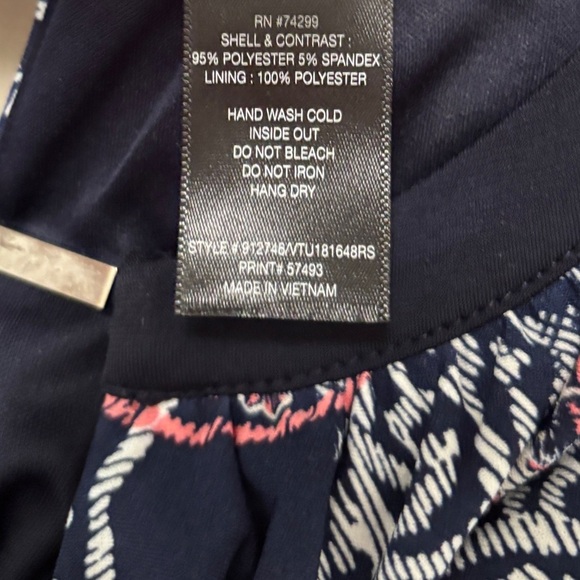 RN #74299
SHELL & CONTRAST :
95% POLYESTER 5% SPANDEX
LINING : 100% POLYESTER
HAND WASH COLD
INSIDE OUT
DO NOT BLEACH
DO NOT IRON
HANG DRY
STYLE # 912746/VTU181648RS
PRINT# 57493
MADE IN VIETNAM